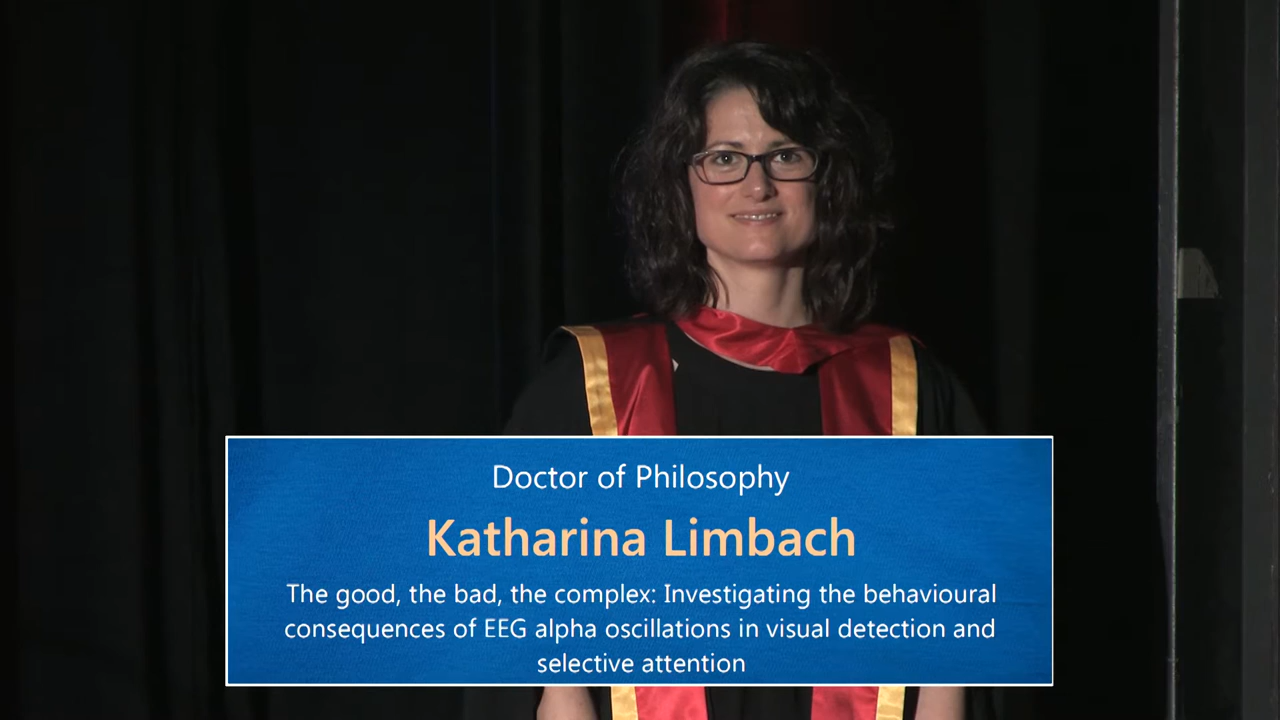 Doctor of Philosophy
Katharina Limbach
The good, the bad, the complex: Investigating the behavioural
consequences of EEG alpha oscillations in visual detection and
selective attention